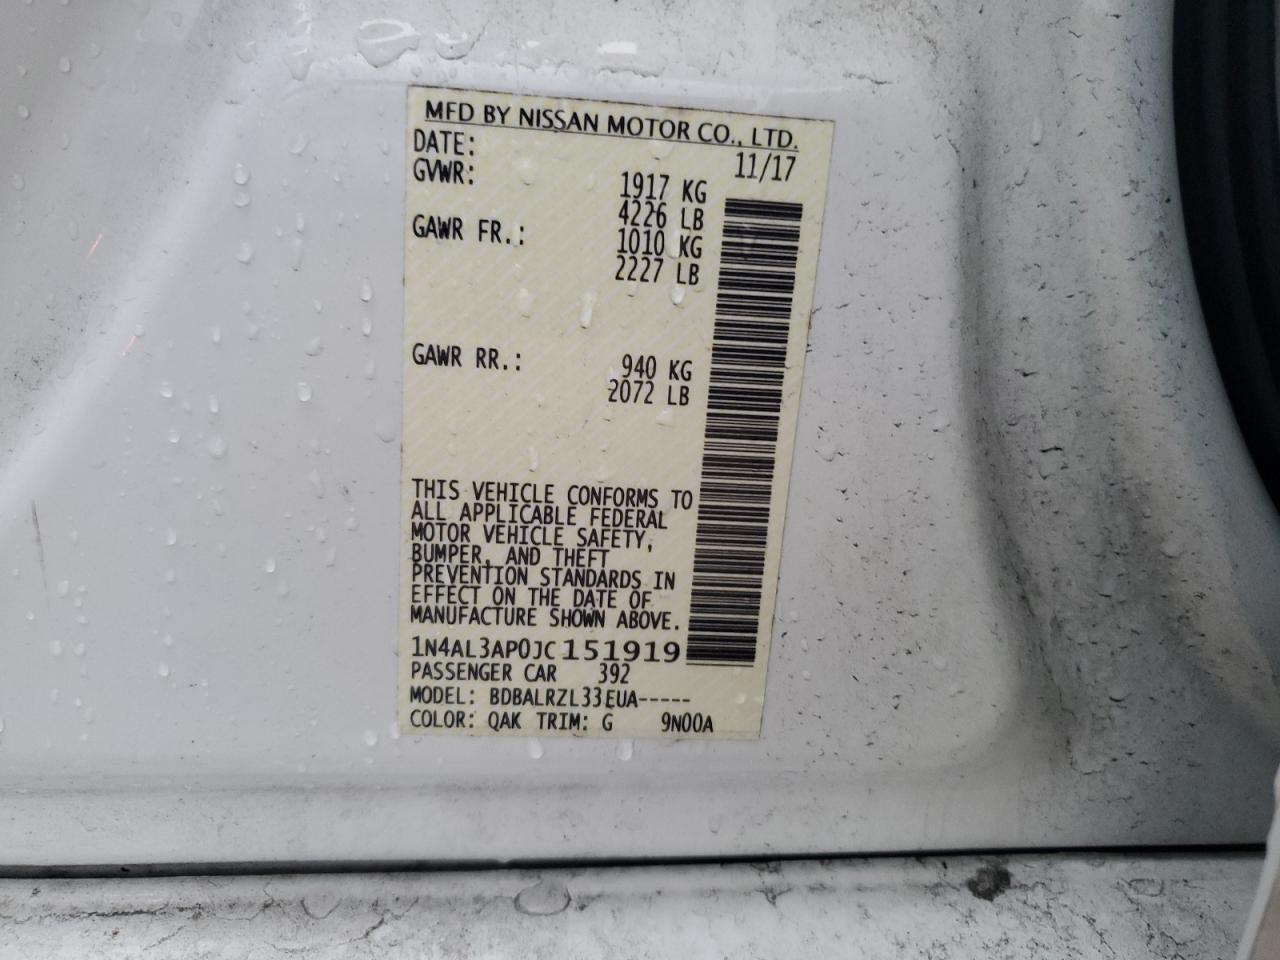 MFD BY NISSAN MOTOR CO., LTD.
DATE: 11/17
GVWR: 1917 KG
4226 LB
GAWR FR.: 1010 KG
2227 LB
GAWR RR.: 940 KG
2072 LB
THIS VEHICLE CONFORMS TO
ALL APPLICABLE FEDERAL
MOTOR VEHICLE SAFETY,
BUMPER, AND THEFT
PREVENTION STANDARDS IN
EFFECT ON THE DATE OF
MANUFACTURE SHOWN ABOVE.
1N4AL3AP0JC151919
PASSENGER CAR 392
MODEL: BDBALRZL33EUA-----
COLOR: QAK TRIM: G 9N00A